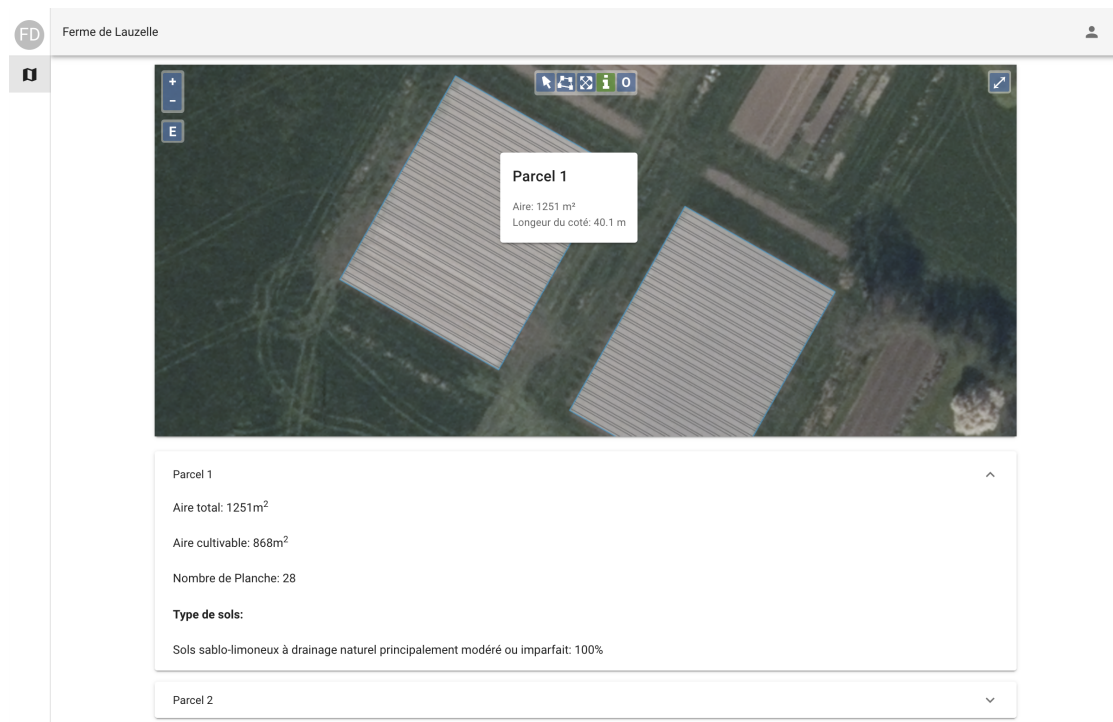 FD
Ferme de Lauzelle
+
–
E
i O
Parcel 1
Aire: 1251 m²
Longeur du coté: 40.1 m
Parcel 1
Aire total: 1251m²
Aire cultivable: 868m²
Nombre de Planche: 28
Type de sols:
Sols sablo-limoneux à drainage naturel principalement modéré ou imparfait: 100%
Parcel 2